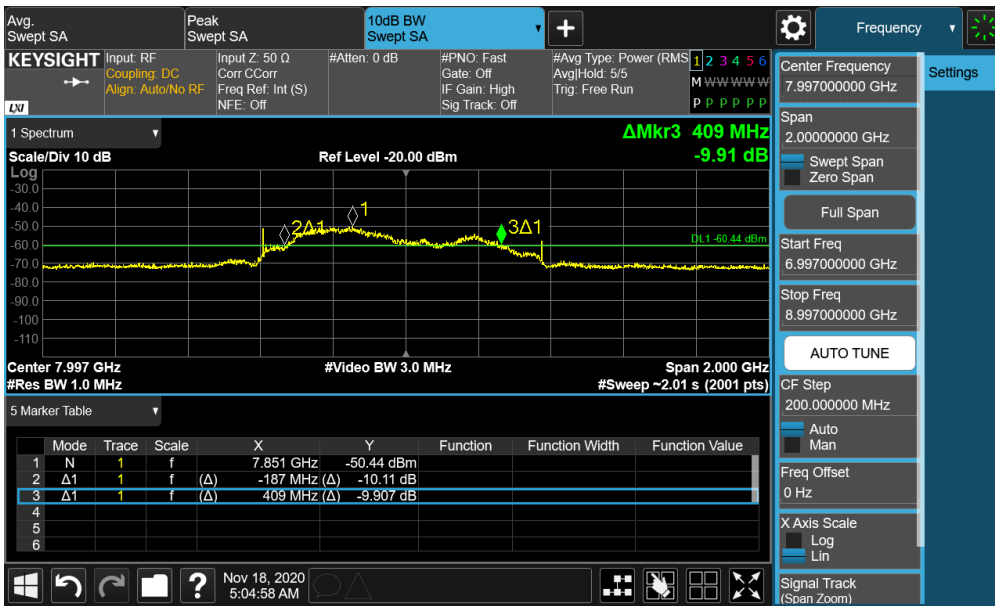 Avg.
Swept SA
Peak
Swept SA
10dB BW
Swept SA
+
Frequency
KEYSIGHT
LXI
Input: RF
Coupling: DC
Align: Auto/No RF
Input Z: 50 Ω
Corr CCorr
Freq Ref: Int (S)
NFE: Off
#Atten: 0 dB
#PNO: Fast
Gate: Off
IF Gain: High
Sig Track: Off
#Avg Type: Power (RMS
Avg|Hold: 5/5
Trig: Free Run
1 2 3 4 5 6
M W W W W W
P P P P P P
1 Spectrum
ΔMkr3 409 MHz
-9.91 dB
Scale/Div 10 dB
Ref Level -20.00 dBm
Log
-30.0
-40.0
-50.0
-60.0
-70.0
-80.0
-90.0
-100
-110
2Δ1
1
3Δ1
DL1 -60.44 dBm
Center 7.997 GHz
#Video BW 3.0 MHz
Span 2.000 GHz
#Res BW 1.0 MHz
#Sweep ~2.01 s (2001 pts)
5 Marker Table
Mode Trace Scale X Y Function Function Width Function Value
1 N 1 f 7.851 GHz -50.44 dBm
2 Δ1 1 f (Δ) -187 MHz (Δ) -10.11 dB
3 Δ1 1 f (Δ) 409 MHz (Δ) -9.907 dB
4
5
6
Nov 18, 2020
5:04:58 AM
?
Center Frequency
7.997000000 GHz
Span
2.00000000 GHz
Swept Span
Zero Span
Full Span
Start Freq
6.997000000 GHz
Stop Freq
8.997000000 GHz
AUTO TUNE
CF Step
200.000000 MHz
Auto
Man
Freq Offset
0 Hz
X Axis Scale
Log
Lin
Signal Track
(Span Zoom)
Settings